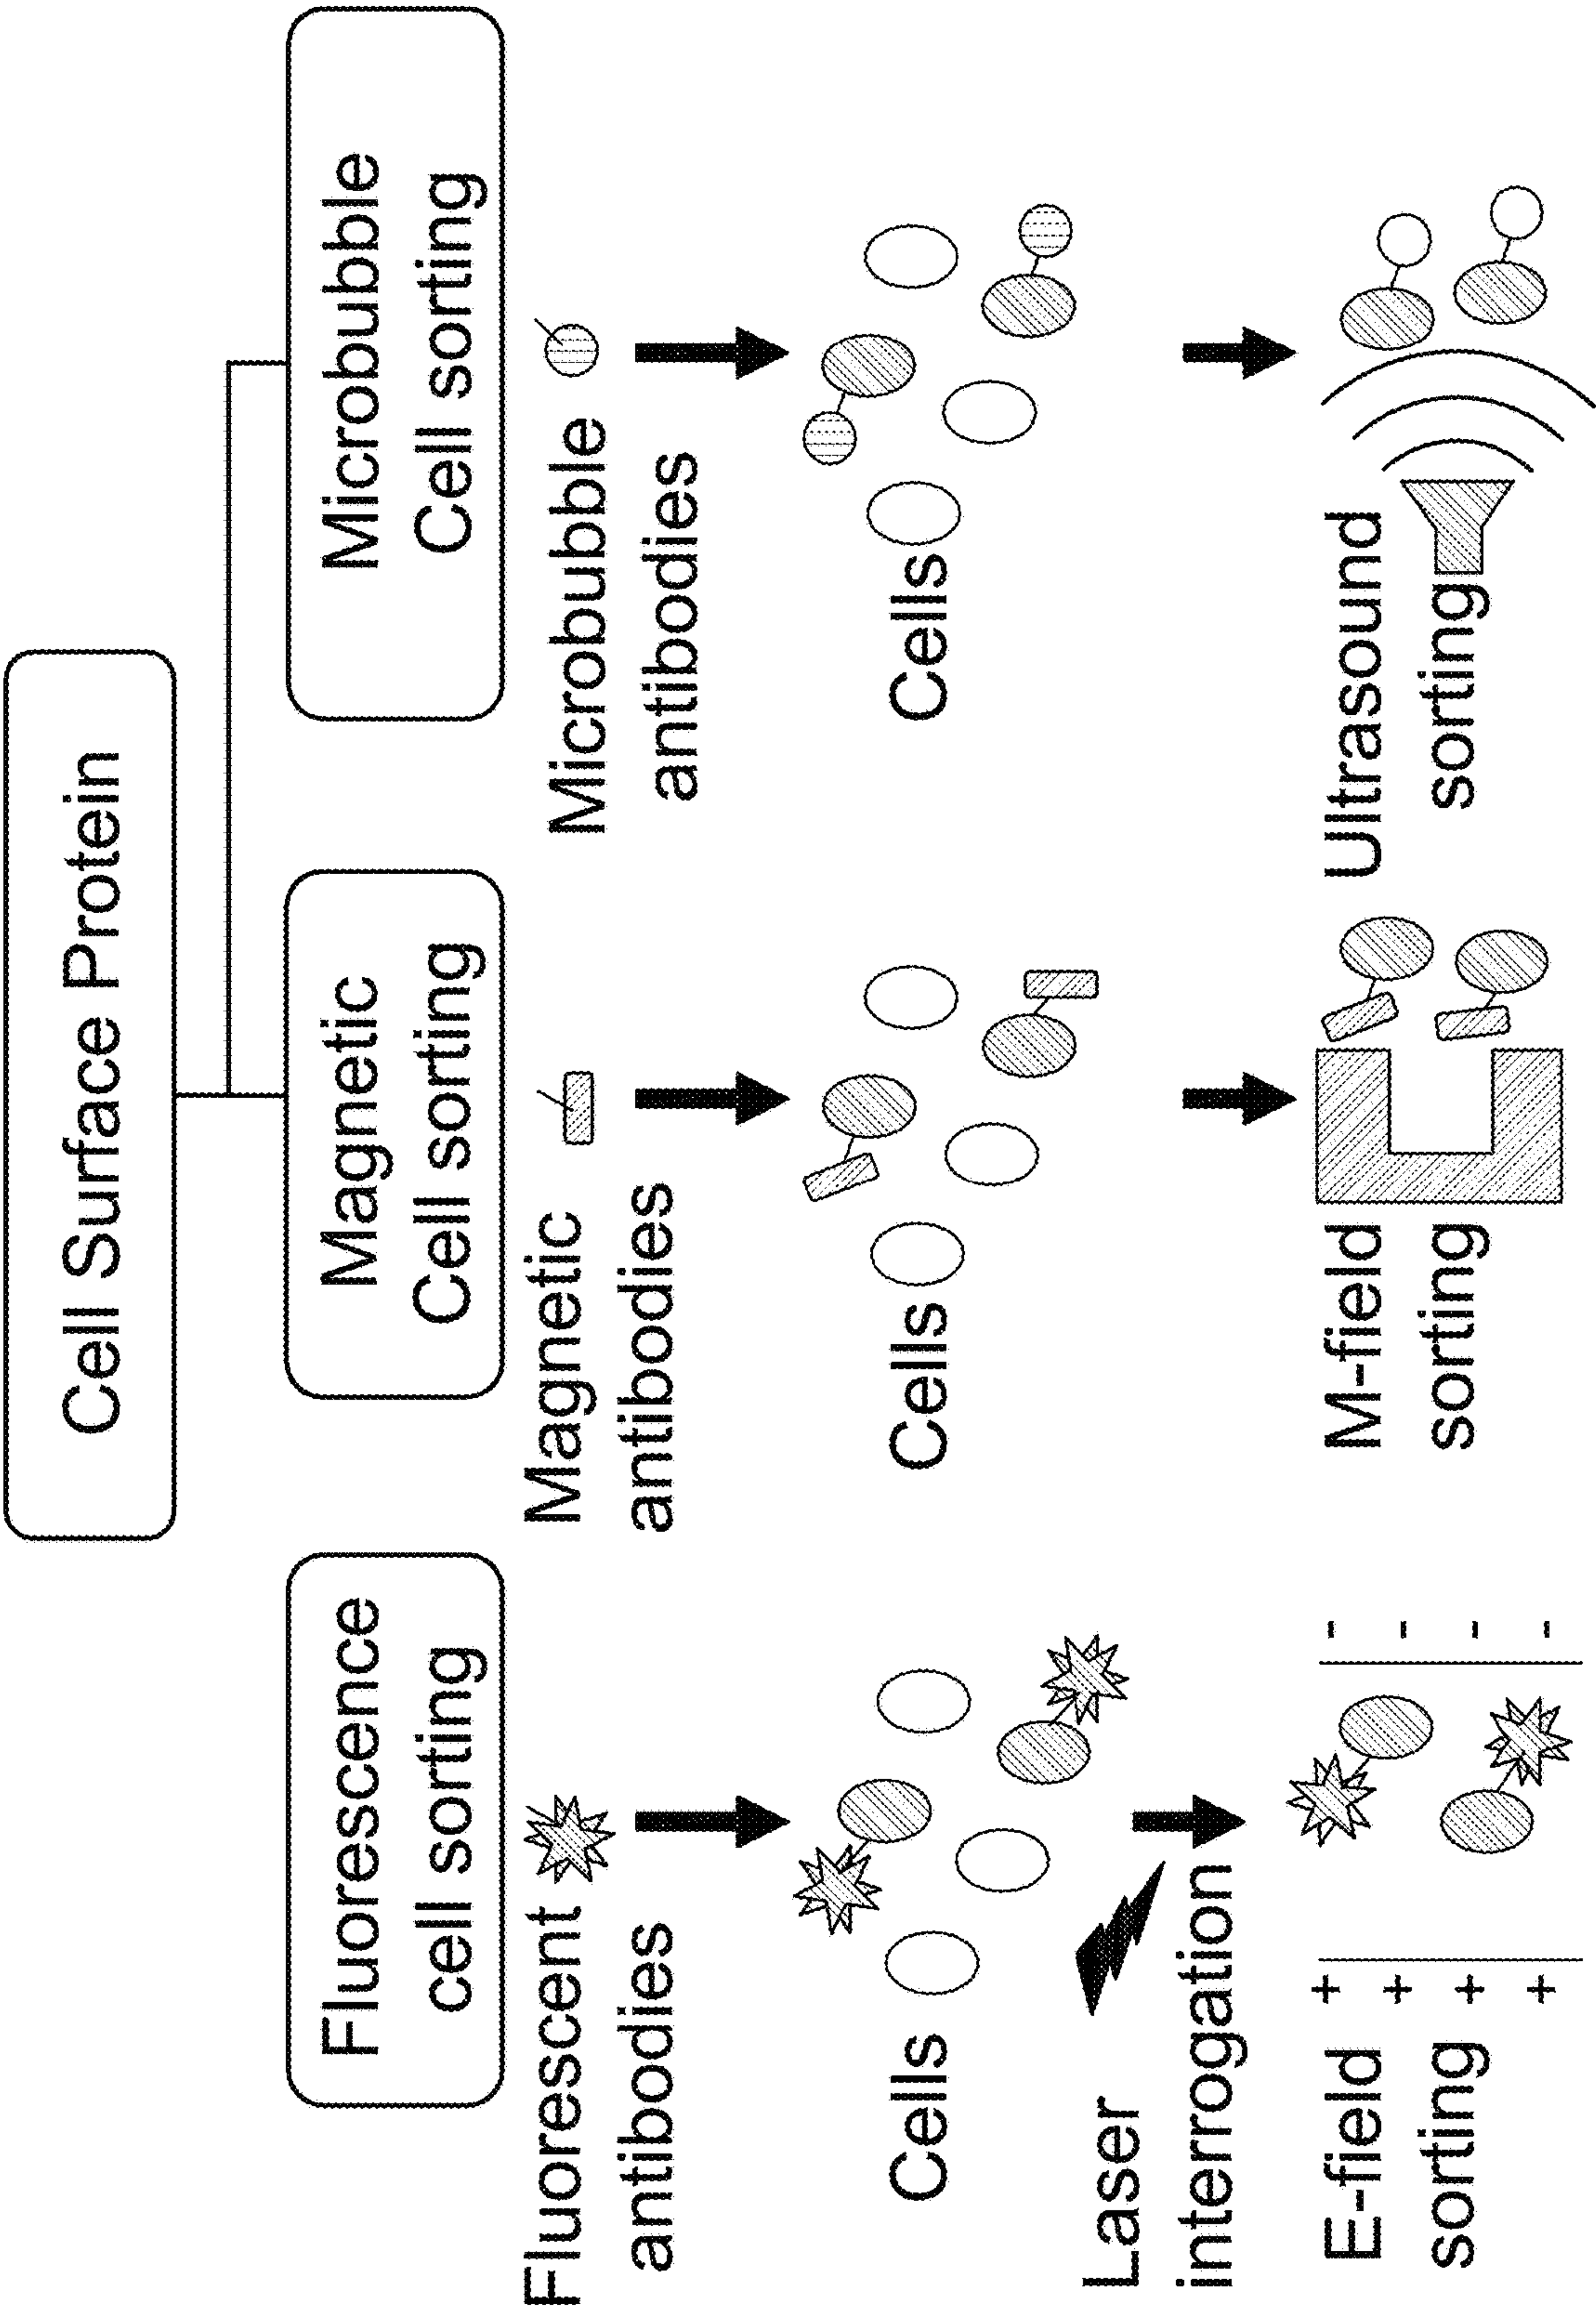 Cell Surface Protein
Fluorescence
cell sorting
Magnetic
Cell sorting
Microbubble
Cell sorting
Fluorescent
antibodies
Magnetic
antibodies
Microbubble
antibodies
Cells
Cells
Cells
Laser
interrogation
E-field
sorting
+
+
+
+
-
-
-
-
M-field
sorting
Ultrasound
sorting